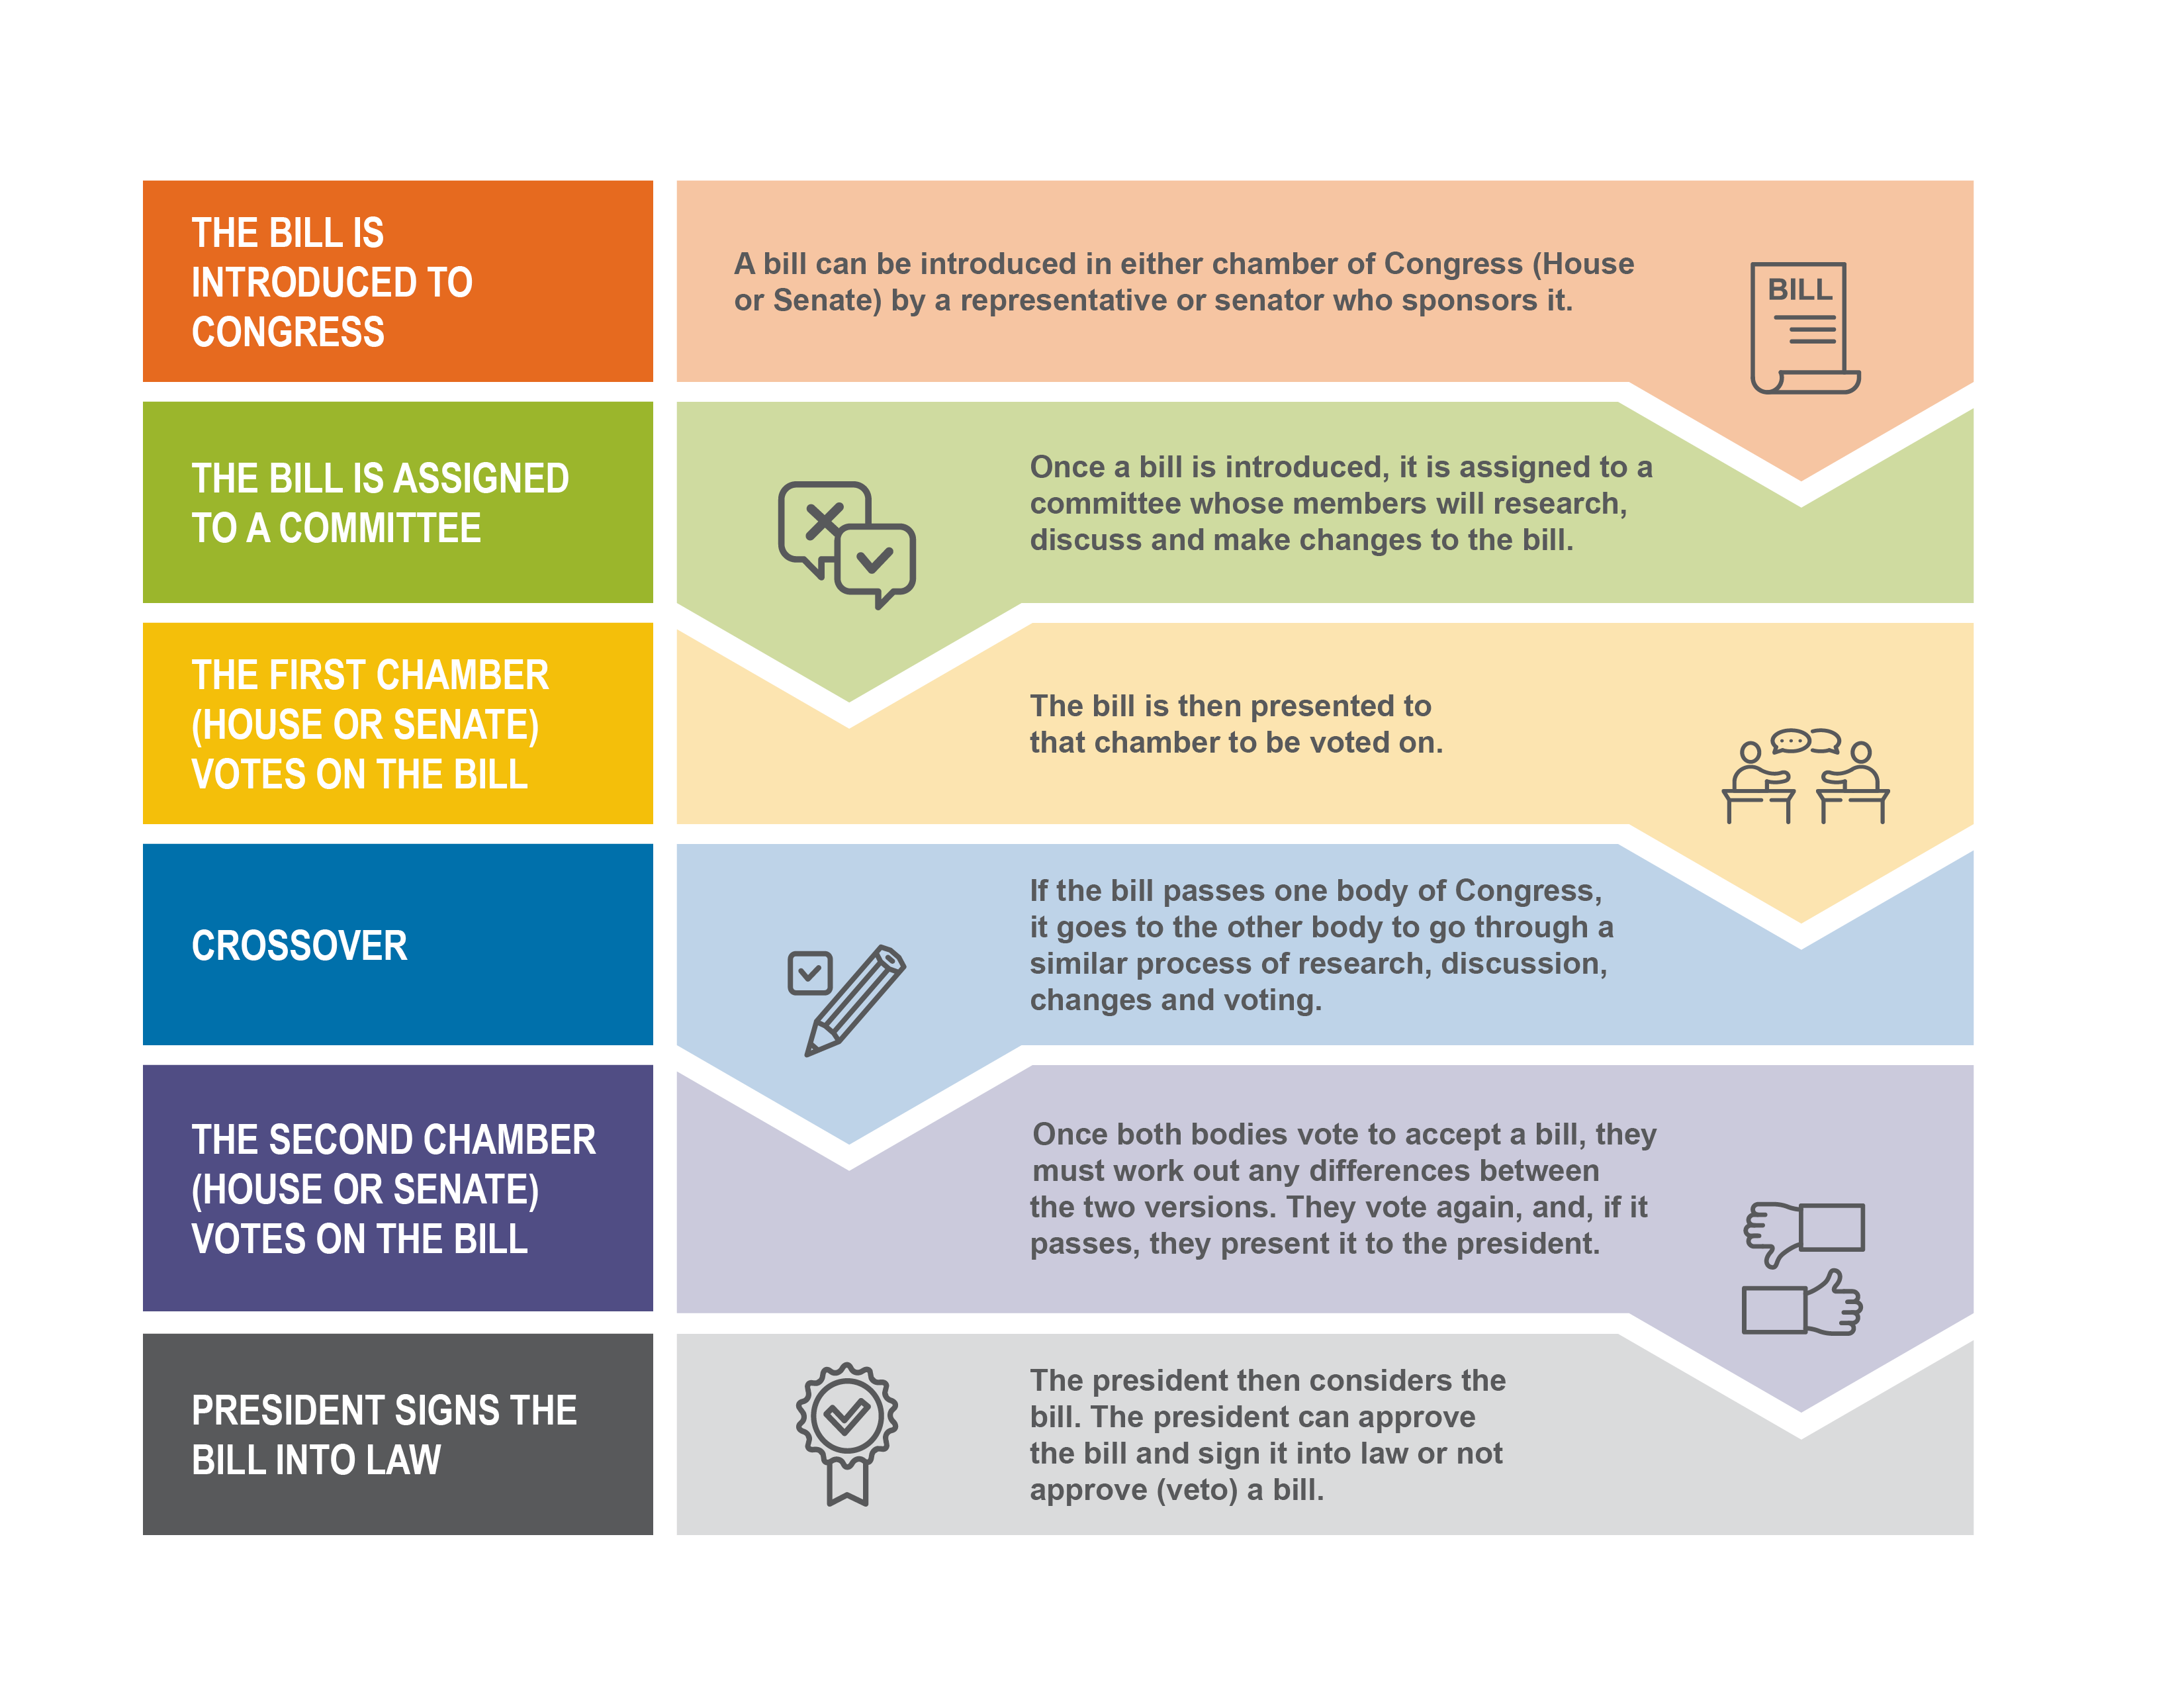 THE BILL IS
INTRODUCED TO
CONGRESS
A bill can be introduced in either chamber of Congress (House
or Senate) by a representative or senator who sponsors it.
BILL
THE BILL IS ASSIGNED
TO A COMMITTEE
Once a bill is introduced, it is assigned to a
committee whose members will research,
discuss and make changes to the bill.
THE FIRST CHAMBER
(HOUSE OR SENATE)
VOTES ON THE BILL
The bill is then presented to
that chamber to be voted on.
CROSSOVER
If the bill passes one body of Congress,
it goes to the other body to go through a
similar process of research, discussion,
changes and voting.
THE SECOND CHAMBER
(HOUSE OR SENATE)
VOTES ON THE BILL
Once both bodies vote to accept a bill, they
must work out any differences between
the two versions. They vote again, and, if it
passes, they present it to the president.
PRESIDENT SIGNS THE
BILL INTO LAW
The president then considers the
bill. The president can approve
the bill and sign it into law or not
approve (veto) a bill.